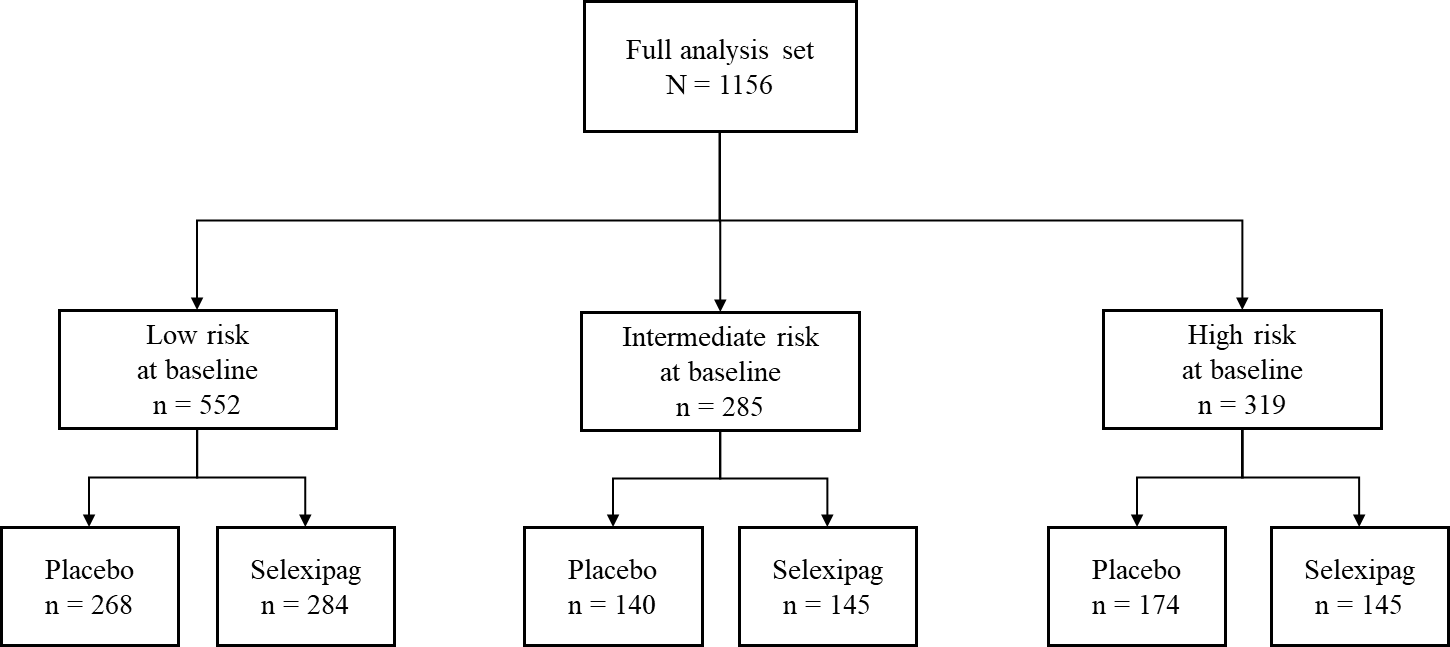 Full analysis set
N = 1156
Low risk
at baseline
n = 552
Intermediate risk
at baseline
n = 285
High risk
at baseline
n = 319
Placebo
n = 268
Selexipag
n = 284
Placebo
n = 140
Selexipag
n = 145
Placebo
n = 174
Selexipag
n = 145